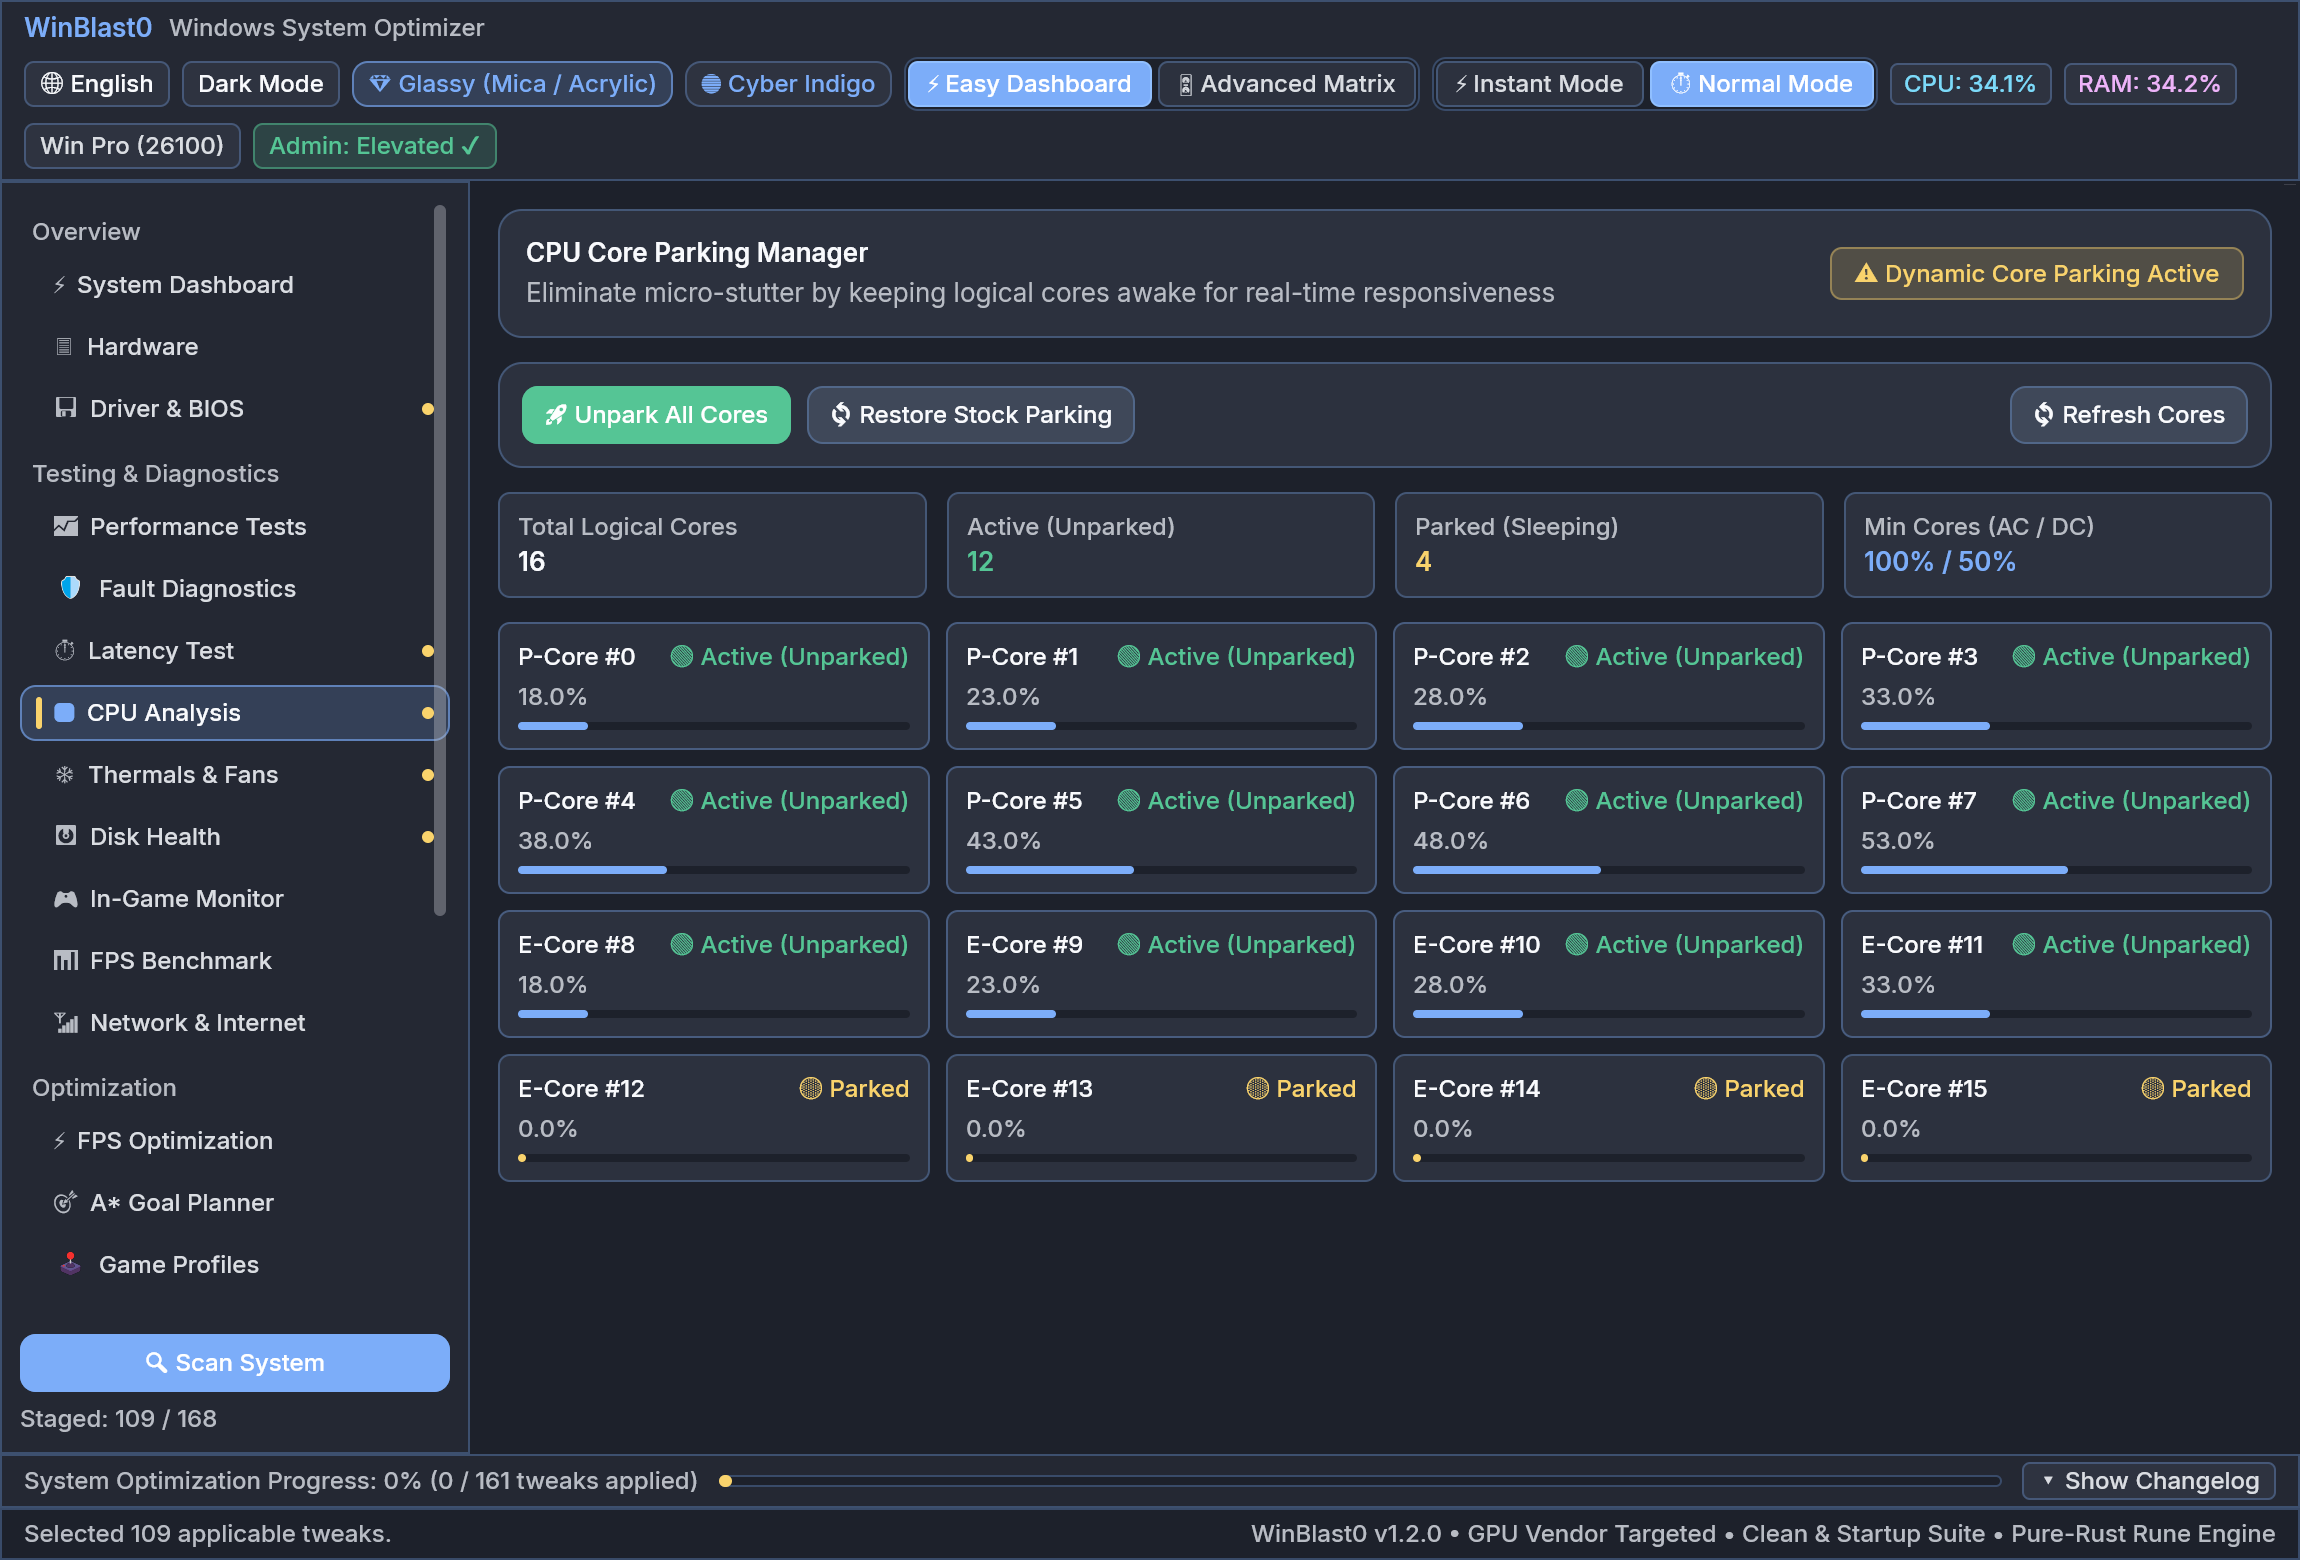 WinBlast0 Windows System Optimizer
English
Dark Mode
Glassy (Mica / Acrylic)
Cyber Indigo
⚡Easy Dashboard
Advanced Matrix
⚡Instant Mode
Normal Mode
CPU: 34.1%
RAM: 34.2%
Win Pro (26100)
Admin: Elevated ✓
Overview
System Dashboard
Hardware
Driver & BIOS
Testing & Diagnostics
Performance Tests
Fault Diagnostics
Latency Test
CPU Analysis
Thermals & Fans
Disk Health
In-Game Monitor
FPS Benchmark
Network & Internet
Optimization
FPS Optimization
A* Goal Planner
Game Profiles
Scan System
Staged: 109 / 168
CPU Core Parking Manager
Eliminate micro-stutter by keeping logical cores awake for real-time responsiveness
⚠ Dynamic Core Parking Active
Unpark All Cores
Restore Stock Parking
Refresh Cores
Total Logical Cores
16
Active (Unparked)
12
Parked (Sleeping)
4
Min Cores (AC / DC)
100% / 50%
P-Core #0 Active (Unparked)
18.0%
P-Core #1 Active (Unparked)
23.0%
P-Core #2 Active (Unparked)
28.0%
P-Core #3 Active (Unparked)
33.0%
P-Core #4 Active (Unparked)
38.0%
P-Core #5 Active (Unparked)
43.0%
P-Core #6 Active (Unparked)
48.0%
P-Core #7 Active (Unparked)
53.0%
E-Core #8 Active (Unparked)
18.0%
E-Core #9 Active (Unparked)
23.0%
E-Core #10 Active (Unparked)
28.0%
E-Core #11 Active (Unparked)
33.0%
E-Core #12 Parked
0.0%
E-Core #13 Parked
0.0%
E-Core #14 Parked
0.0%
E-Core #15 Parked
0.0%
System Optimization Progress: 0% (0 / 161 tweaks applied)
▼ Show Changelog
Selected 109 applicable tweaks.
WinBlast0 v1.2.0 • GPU Vendor Targeted • Clean & Startup Suite • Pure-Rust Rune Engine